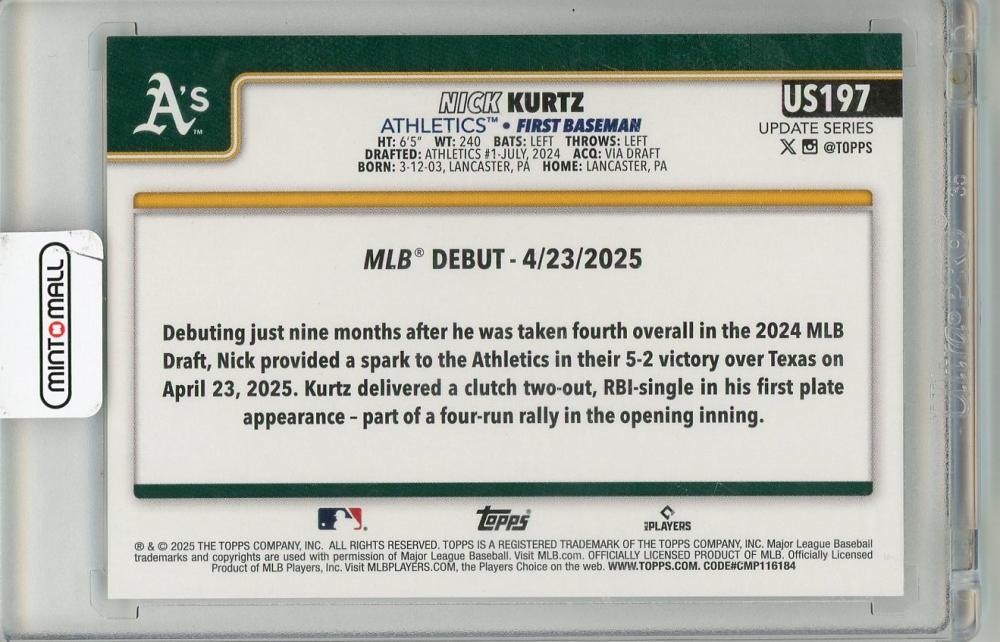 A's™
NICK KURTZ
US197
ATHLETICS™ • FIRST BASEMAN
UPDATE SERIES
HT: 6'5" WT: 240 BATS: LEFT THROWS: LEFT
@TOPPS
DRAFTED: ATHLETICS #1-JULY, 2024 ACQ: VIA DRAFT
BORN: 3-12-03, LANCASTER, PA HOME: LANCASTER, PA
MLB® DEBUT - 4/23/2025
Debuting just nine months after he was taken fourth overall in the 2024 MLB
Draft, Nick provided a spark to the Athletics in their 5-2 victory over Texas on
April 23, 2025. Kurtz delivered a clutch two-out, RBI-single in his first plate
appearance – part of a four-run rally in the opening inning.
MINTOMALL
Topps
MLB PLAYERS
® & © 2025 THE TOPPS COMPANY, INC. ALL RIGHTS RESERVED. TOPPS IS A REGISTERED TRADEMARK OF THE TOPPS COMPANY, INC. Major League Baseball
trademarks and copyrights are used with permission of Major League Baseball. Visit MLB.com. OFFICIALLY LICENSED PRODUCT OF MLB. Officially Licensed
Product of MLB Players, Inc. Visit MLBPLAYERS.COM, the Players Choice on the web. WWW.TOPPS.COM. CODE#CMP116184